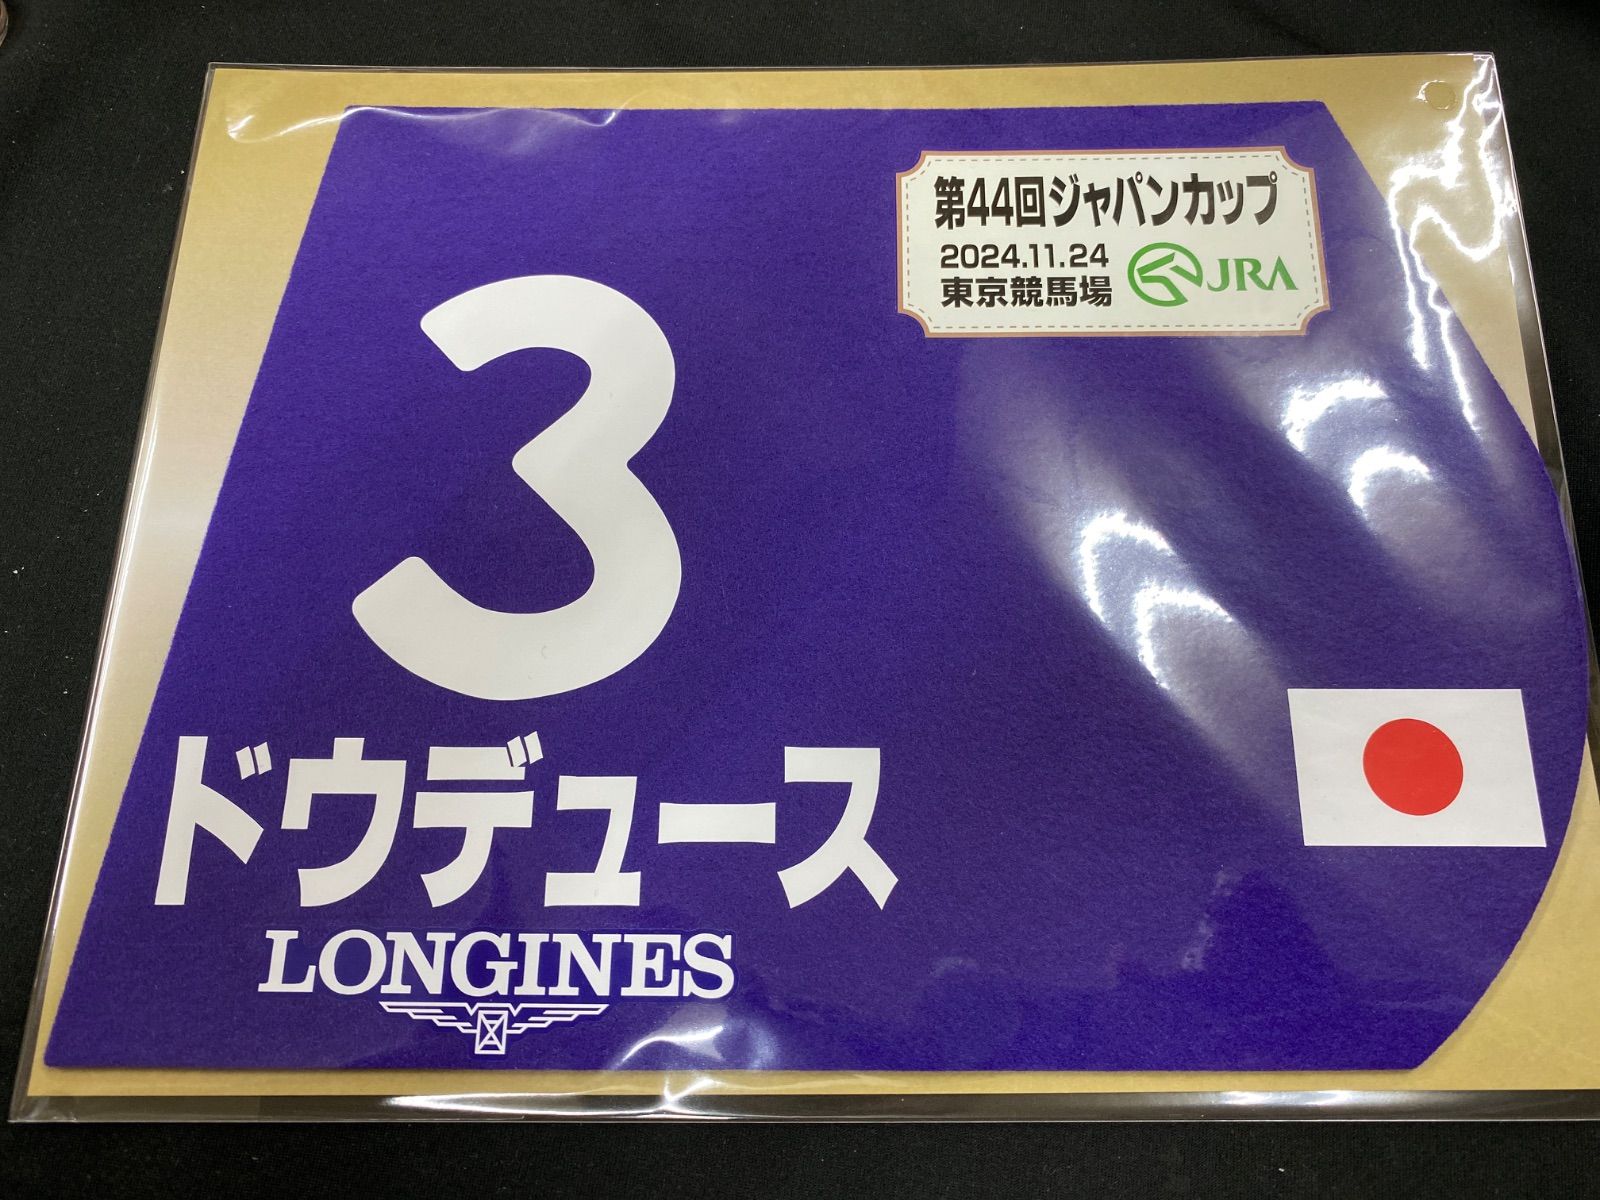 第44回ジャパンカップ
2024.11.24
東京競馬場
JRA
3
ドウデュース
LONGINES